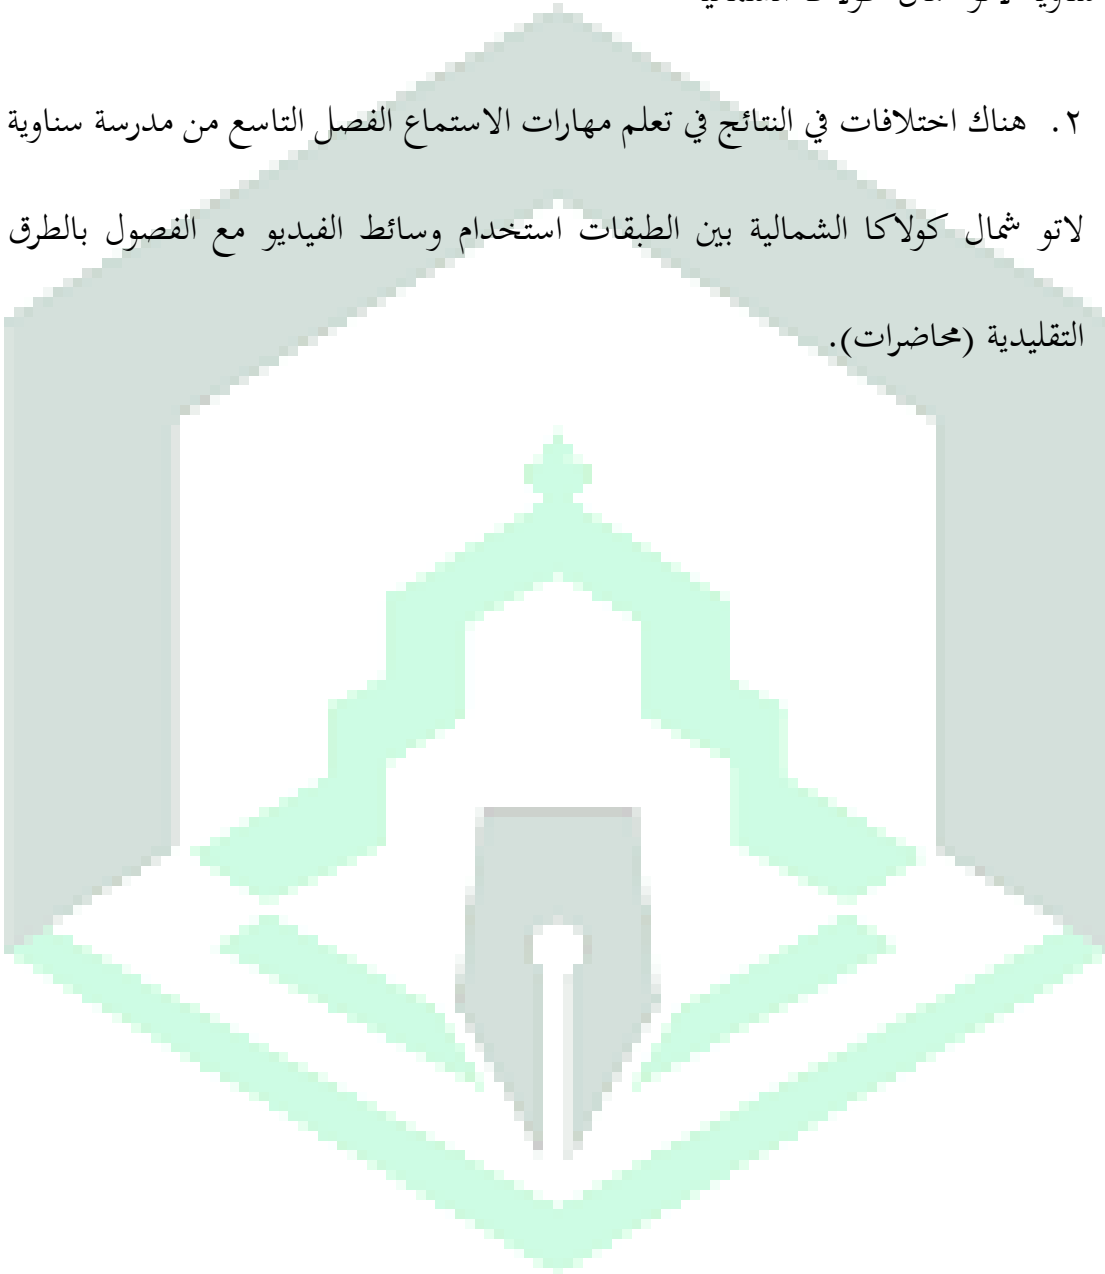 ٢. هناك اختلافات في النتائج في تعلم مهارات الاستماع الفصل التاسع من مدرسة سناوية
لاتو شمال كولاكا الشمالية بين الطبقات استخدام وسائط الفيديو مع الفصول بالطرق
التقليدية (محاضرات).